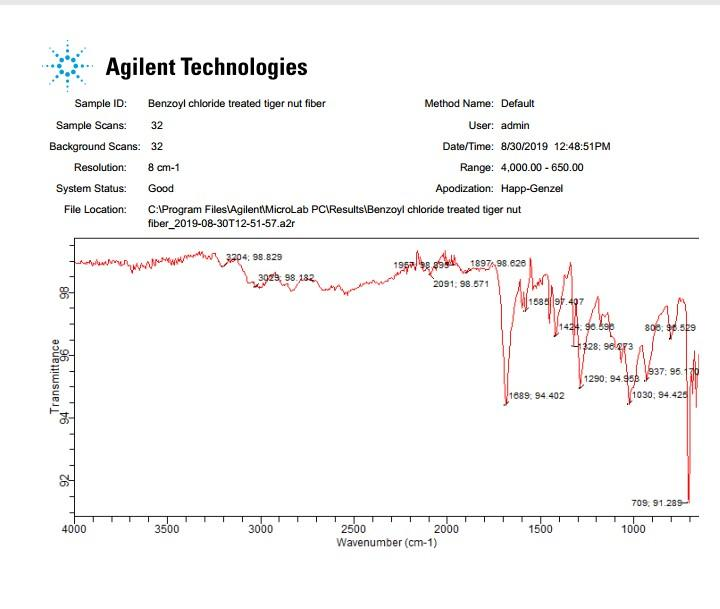 Agilent Technologies
Sample ID: Benzoyl chloride treated tiger nut fiber Method Name: Default
Sample Scans: 32 User: admin
Background Scans: 32 Date/Time: 8/30/2019 12:48:51PM
Resolution: 8 cm-1 Range: 4,000.00 - 650.00
System Status: Good Apodization: Happ-Genzel
File Location: C:\Program Files\Agilent\MicroLab PC\Results\Benzoyl chloride treated tiger nut
fiber_2019-08-30T12-51-57.a2r
3204; 98.829
1897; 98.626
3029; 98.182
2091; 98.571
98
1585; 97.407
1424; 96.596
806; 96.529
1328; 96.273
96
937; 95.170
1290; 94.953
1689; 94.402
1030; 94.425
94
92
709; 91.289
Transmittance
4000 3500 3000 2500 2000 1500 1000
Wavenumber (cm-1)